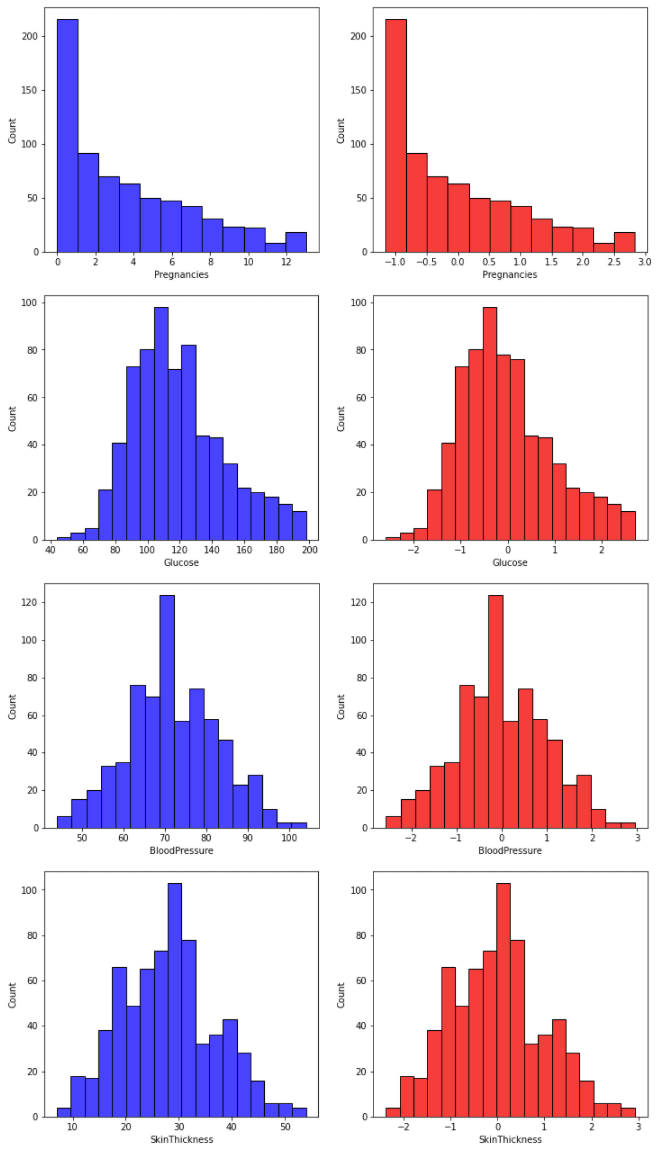 200
150
100
50
0
Count
0 2 4 6 8 10 12
Pregnancies
200
150
100
50
0
Count
−1.0 −0.5 0.0 0.5 1.0 1.5 2.0 2.5 3.0
Pregnancies
100
80
60
40
20
0
Count
40 60 80 100 120 140 160 180 200
Glucose
100
80
60
40
20
0
Count
−2 −1 0 1 2
Glucose
120
100
80
60
40
20
0
Count
50 60 70 80 90 100
BloodPressure
120
100
80
60
40
20
0
Count
−2 −1 0 1 2 3
BloodPressure
100
80
60
40
20
0
Count
10 20 30 40 50
SkinThickness
100
80
60
40
20
0
Count
−2 −1 0 1 2 3
SkinThickness